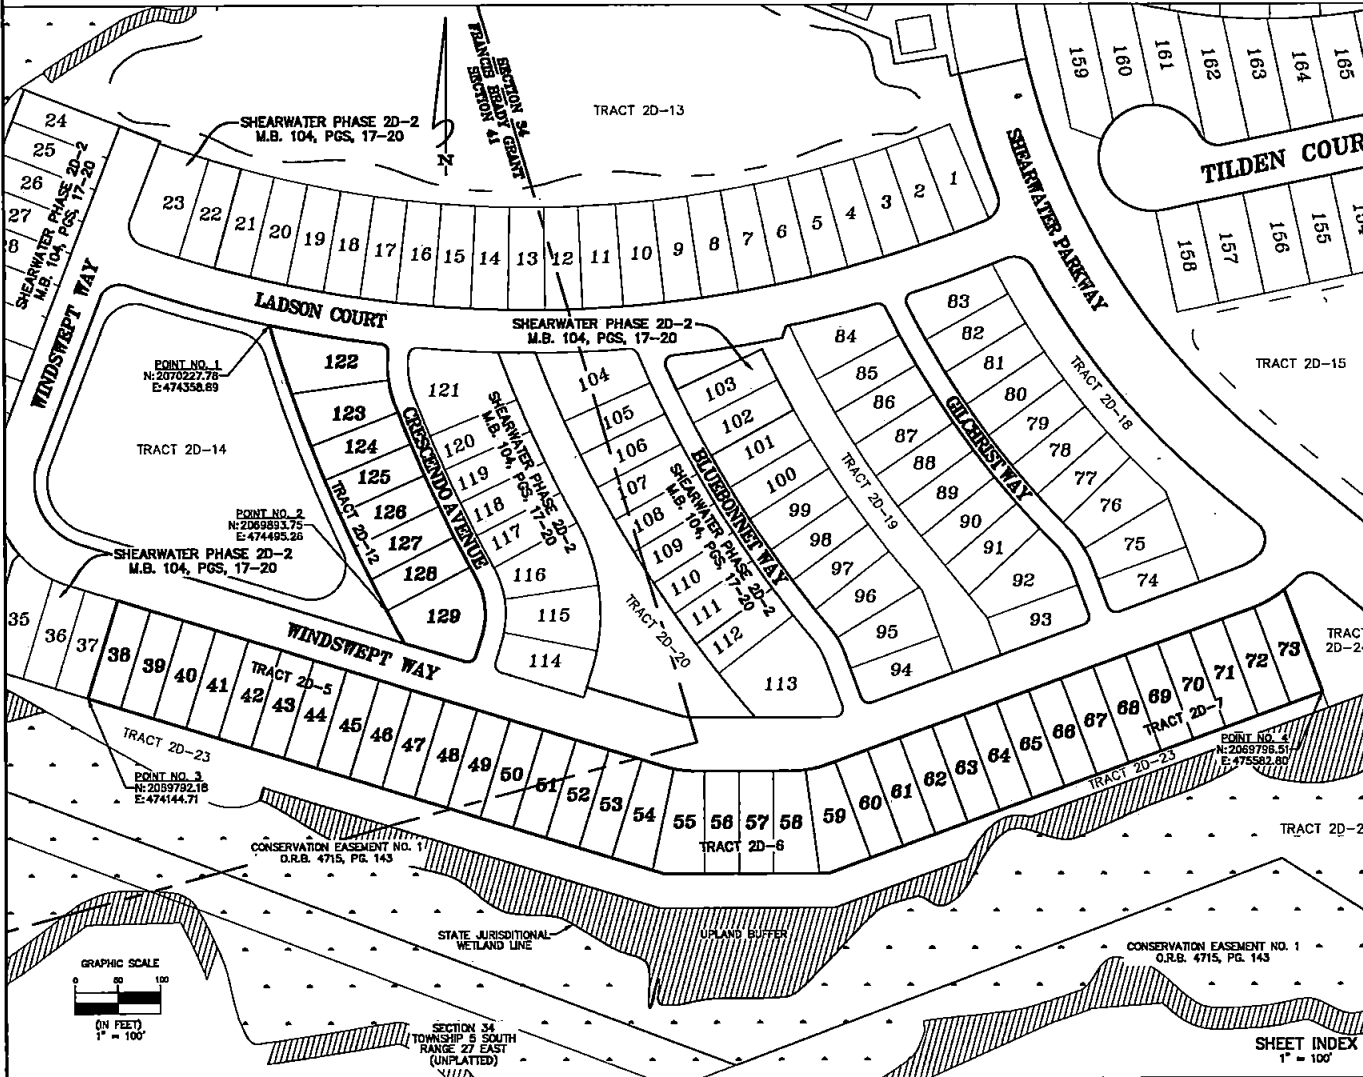 SECTION 34
FRANCIS READY GRANT
SECTION 41
SHEARWATER PHASE 2D-2
M.B. 104, PGS, 17-20
N
TRACT 2D-13
159
160
161
162
163
164
165
TILDEN COUR
SHEARWATER PARKWAY
158
157
156
155
24
25
26
27
SHEARWATER PHASE 2D-2
M.B. 104, PGS, 17-20
WINDSWEPT WAY
23
22
21
20
19
18
17
16
15
14
13
12
11
10
9
8
7
6
5
4
3
2
1
LADSON COURT
SHEARWATER PHASE 2D-2
M.B. 104, PGS, 17-20
TRACT 2D-15
POINT NO. 1
N:2070227.78
E:474358.89
TRACT 2D-14
POINT NO. 2
N:2069893.75
E:474495.26
SHEARWATER PHASE 2D-2
M.B. 104, PGS, 17-20
122
123
124
125
126
127
128
129
TRACT 2D-12
CRESCENDO AVENUE
121
120
119
118
117
116
115
114
SHEARWATER PHASE 2D-2
M.B. 104, PGS, 17-20
104
105
106
107
108
109
110
111
112
113
TRACT 2D-20
SHEARWATER PHASE 2D-2
M.B. 104, PGS, 17-20
BLUEBONNET WAY
103
102
101
100
99
98
97
96
95
94
TRACT 2D-19
84
85
86
87
88
89
90
91
92
93
GILCHRIST WAY
83
82
81
80
79
78
77
76
75
74
TRACT 2D-18
WINDSWEPT WAY
35
36
37
38
39
40
41
42
43
44
45
46
47
48
49
50
51
52
53
54
55
56
57
58
59
60
61
62
63
64
65
66
67
68
69
70
71
72
73
TRACT 2D-5
TRACT 2D-6
TRACT 2D-7
TRACT 2D-23
TRACT 2D-23
POINT NO. 3
N:2069792.18
E:474144.71
POINT NO. 4
N:2069796.51
E:475582.80
TRACT 2D-2
CONSERVATION EASEMENT NO. 1
O.R.B. 4715, PG. 143
STATE JURISDITIONAL
WETLAND LINE
UPLAND BUFFER
CONSERVATION EASEMENT NO. 1
O.R.B. 4715, PG. 143
GRAPHIC SCALE
0 50 100
(IN FEET)
1" = 100'
SECTION 34
TOWNSHIP 5 SOUTH
RANGE 27 EAST
(UNPLATTED)
SHEET INDEX
1" = 100'